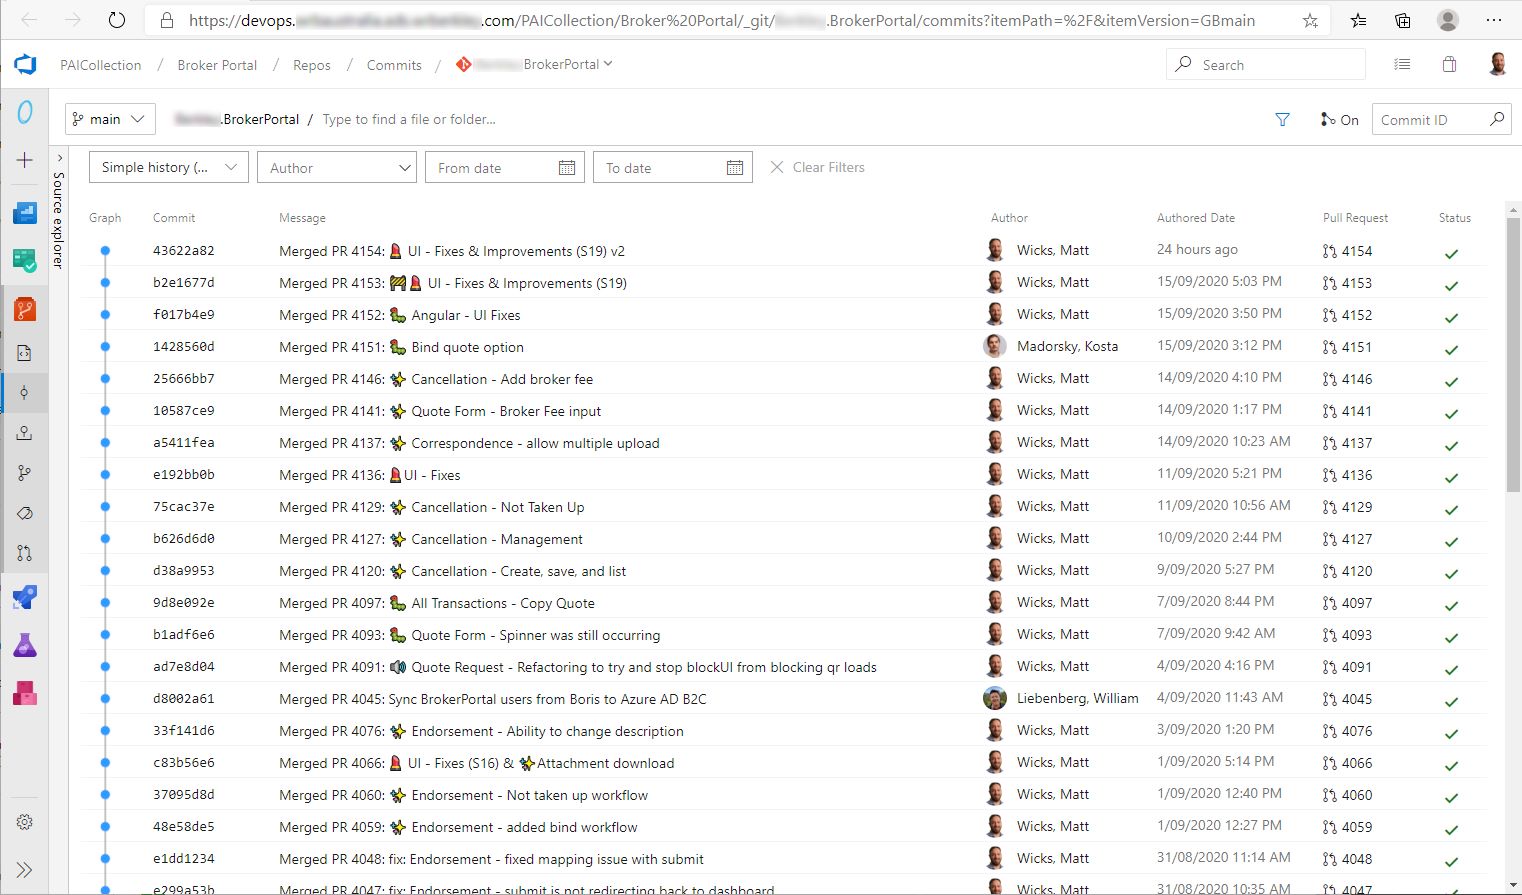 https://devops. .com/PAICollection/Broker%20Portal/_git/ .BrokerPortal/commits?itemPath=%2F&itemVersion=GBmain
PAICollection / Broker Portal / Repos / Commits / BrokerPortal
Search
main
.BrokerPortal / Type to find a file or folder...
On
Commit ID
Source explorer
Simple history (...
Author
From date
To date
Clear Filters
Graph Commit Message Author Authored Date Pull Request Status
43622a82 Merged PR 4154: 🚨 UI - Fixes & Improvements (S19) v2 Wicks, Matt 24 hours ago 4154
b2e1677d Merged PR 4153: 🚧🚨 UI - Fixes & Improvements (S19) Wicks, Matt 15/09/2020 5:03 PM 4153
f017b4e9 Merged PR 4152: 🐛 Angular - UI Fixes Wicks, Matt 15/09/2020 3:50 PM 4152
1428560d Merged PR 4151: 🐛 Bind quote option Madorsky, Kosta 15/09/2020 3:12 PM 4151
25666bb7 Merged PR 4146: ✨ Cancellation - Add broker fee Wicks, Matt 14/09/2020 4:10 PM 4146
10587ce9 Merged PR 4141: ✨ Quote Form - Broker Fee input Wicks, Matt 14/09/2020 1:17 PM 4141
a5411fea Merged PR 4137: ✨ Correspondence - allow multiple upload Wicks, Matt 14/09/2020 10:23 AM 4137
e192bb0b Merged PR 4136: 🚨UI - Fixes Wicks, Matt 11/09/2020 5:21 PM 4136
75cac37e Merged PR 4129: ✨ Cancellation - Not Taken Up Wicks, Matt 11/09/2020 10:56 AM 4129
b626d6d0 Merged PR 4127: ✨ Cancellation - Management Wicks, Matt 10/09/2020 2:44 PM 4127
d38a9953 Merged PR 4120: ✨ Cancellation - Create, save, and list Wicks, Matt 9/09/2020 5:27 PM 4120
9d8e092e Merged PR 4097: 🐛 All Transactions - Copy Quote Wicks, Matt 7/09/2020 8:44 PM 4097
b1adf6e6 Merged PR 4093: 🐛 Quote Form - Spinner was still occurring Wicks, Matt 7/09/2020 9:42 AM 4093
ad7e8d04 Merged PR 4091: 🔊 Quote Request - Refactoring to try and stop blockUI from blocking qr loads Wicks, Matt 4/09/2020 4:16 PM 4091
d8002a61 Merged PR 4045: Sync BrokerPortal users from Boris to Azure AD B2C Liebenberg, William 4/09/2020 11:43 AM 4045
33f141d6 Merged PR 4076: ✨ Endorsement - Ability to change description Wicks, Matt 3/09/2020 1:20 PM 4076
c83b56e6 Merged PR 4066: 🚨 UI - Fixes (S16) & ✨Attachment download Wicks, Matt 1/09/2020 5:14 PM 4066
37095d8d Merged PR 4060: ✨ Endorsement - Not taken up workflow Wicks, Matt 1/09/2020 12:40 PM 4060
48e58de5 Merged PR 4059: ✨ Endorsement - added bind workflow Wicks, Matt 1/09/2020 12:27 PM 4059
e1dd1234 Merged PR 4048: fix: Endorsement - fixed mapping issue with submit Wicks, Matt 31/08/2020 11:14 AM 4048
e299a53b Merged PR 4047: fix: Endorsement - submit is not redirecting back to dashboard Wicks, Matt 31/08/2020 10:35 AM 4047